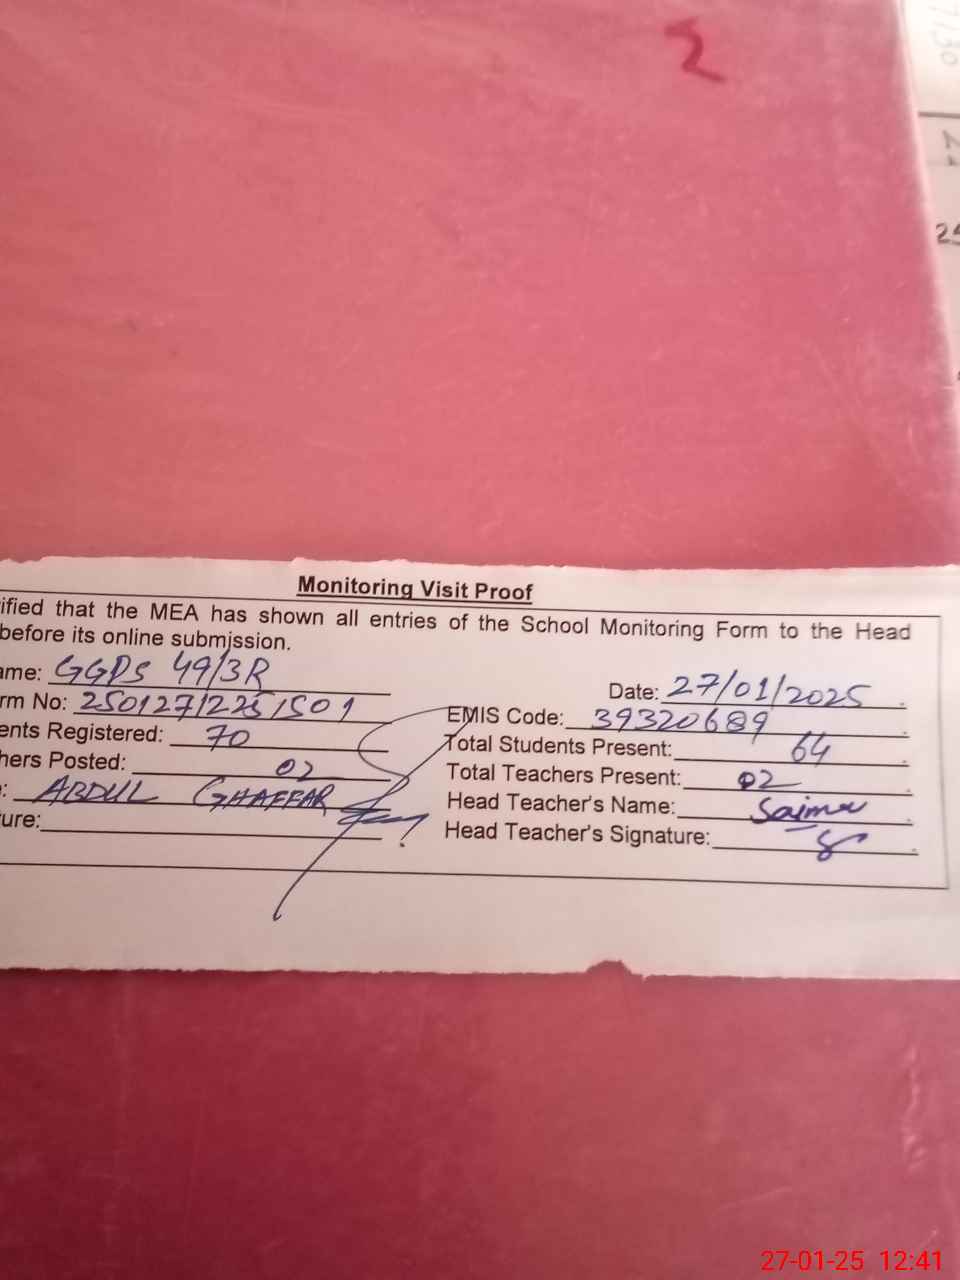 2
Monitoring Visit Proof
ified that the MEA has shown all entries of the School Monitoring Form to the Head
before its online submission.
ame: GGPS 49/3R
Date: 27/01/2025
rm No: 25012712251501
EMIS Code: 39320689
ents Registered: 70
Total Students Present: 64
hers Posted: 02
Total Teachers Present: 02
: ABDUL GHAFFAR
Head Teacher's Name: Saima
ure:
Head Teacher's Signature:
27-01-25 12:41